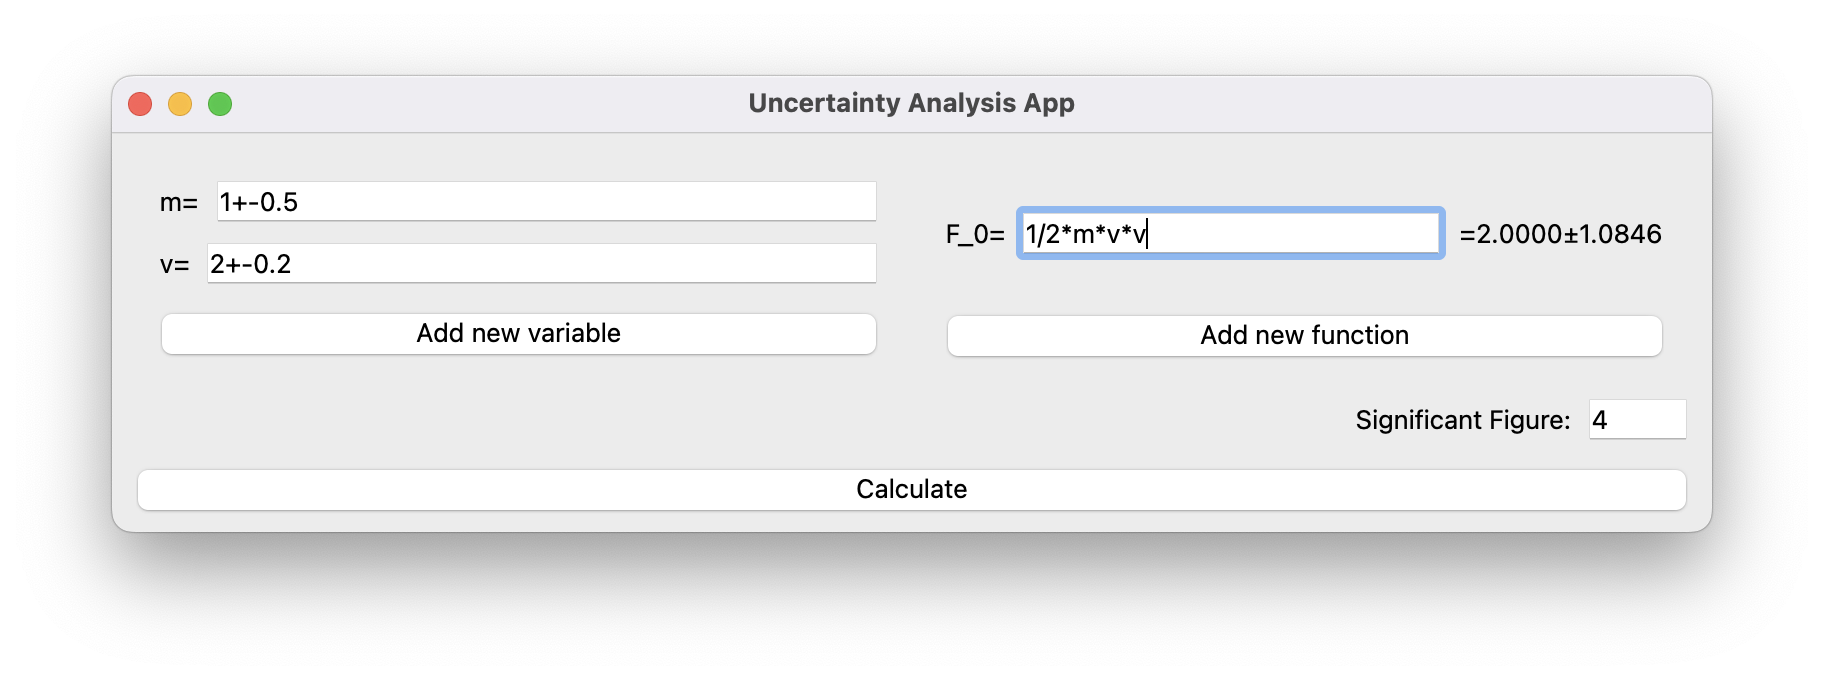 Uncertainty Analysis App
m= 1+-0.5
v= 2+-0.2
Add new variable
F_0= 1/2*m*v*v =2.0000±1.0846
Add new function
Significant Figure: 4
Calculate